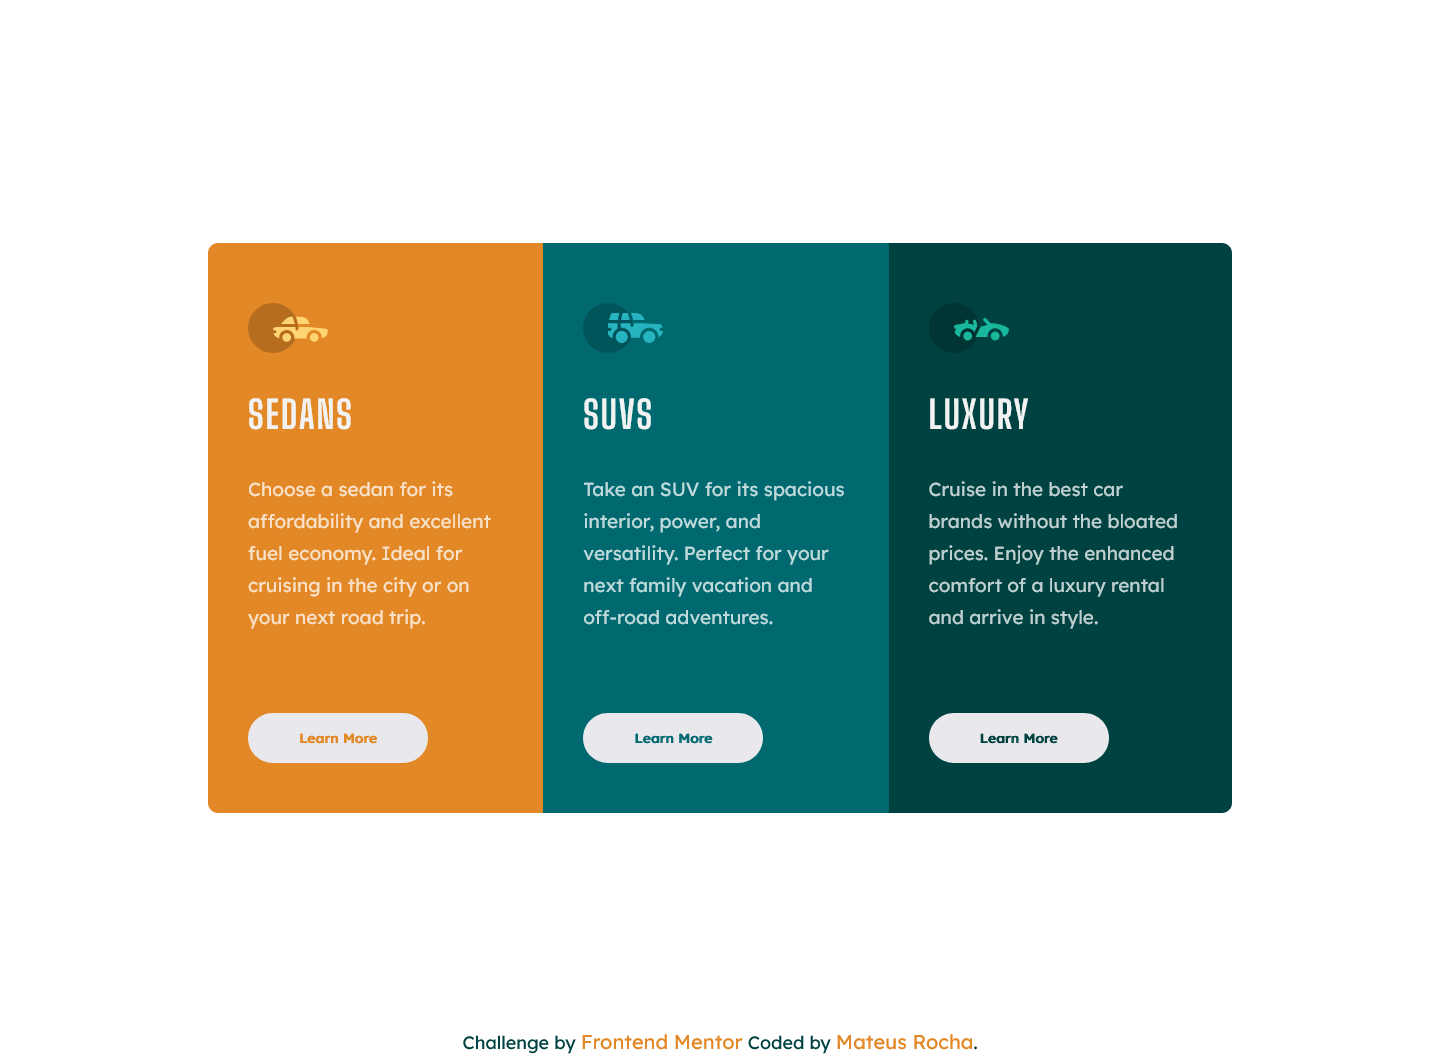 SEDANS
Choose a sedan for its
affordability and excellent
fuel economy. Ideal for
cruising in the city or on
your next road trip.
Learn More
SUVS
Take an SUV for its spacious
interior, power, and
versatility. Perfect for your
next family vacation and
off-road adventures.
Learn More
LUXURY
Cruise in the best car
brands without the bloated
prices. Enjoy the enhanced
comfort of a luxury rental
and arrive in style.
Learn More
Challenge by Frontend Mentor Coded by Mateus Rocha.